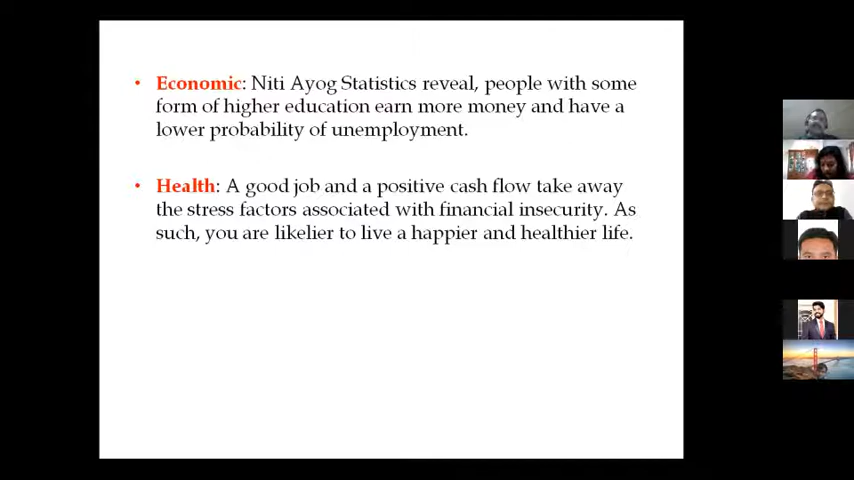 • Economic: Niti Ayog Statistics reveal, people with some
form of higher education earn more money and have a
lower probability of unemployment.
• Health: A good job and a positive cash flow take away
the stress factors associated with financial insecurity. As
such, you are likelier to live a happier and healthier life.